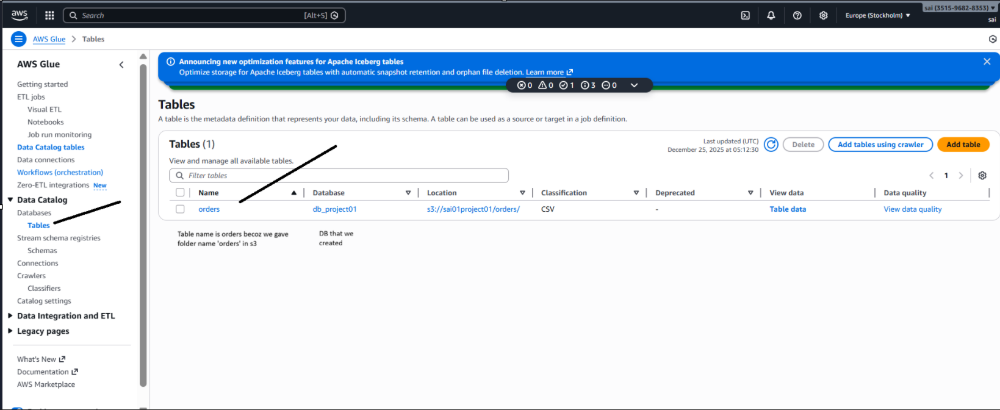 aws
Search [Alt+S]
Europe (Stockholm)
sai (3515-9682-8353)
sai
AWS Glue > Tables
AWS Glue
Getting started
ETL jobs
Visual ETL
Notebooks
Job run monitoring
Data Catalog tables
Data connections
Workflows (orchestration)
Zero-ETL integrations New
Data Catalog
Databases
Tables
Stream schema registries
Schemas
Connections
Crawlers
Classifiers
Catalog settings
Data Integration and ETL
Legacy pages
What's New
Documentation
AWS Marketplace
Announcing new optimization features for Apache Iceberg tables
Optimize storage for Apache Iceberg tables with automatic snapshot retention and orphan file deletion. Learn more
0 0 1 3 0
Tables
A table is the metadata definition that represents your data, including its schema. A table can be used as a source or target in a job definition.
Tables (1)
Last updated (UTC)
December 25, 2025 at 05:12:30
Delete
Add tables using crawler
Add table
View and manage all available tables.
Filter tables
1
Name Database Location Classification Deprecated View data Data quality
orders db_project01 s3://sai01project01/orders/ CSV - Table data View data quality
Table name is orders becoz we gave
folder name 'orders' in s3
DB that we
created